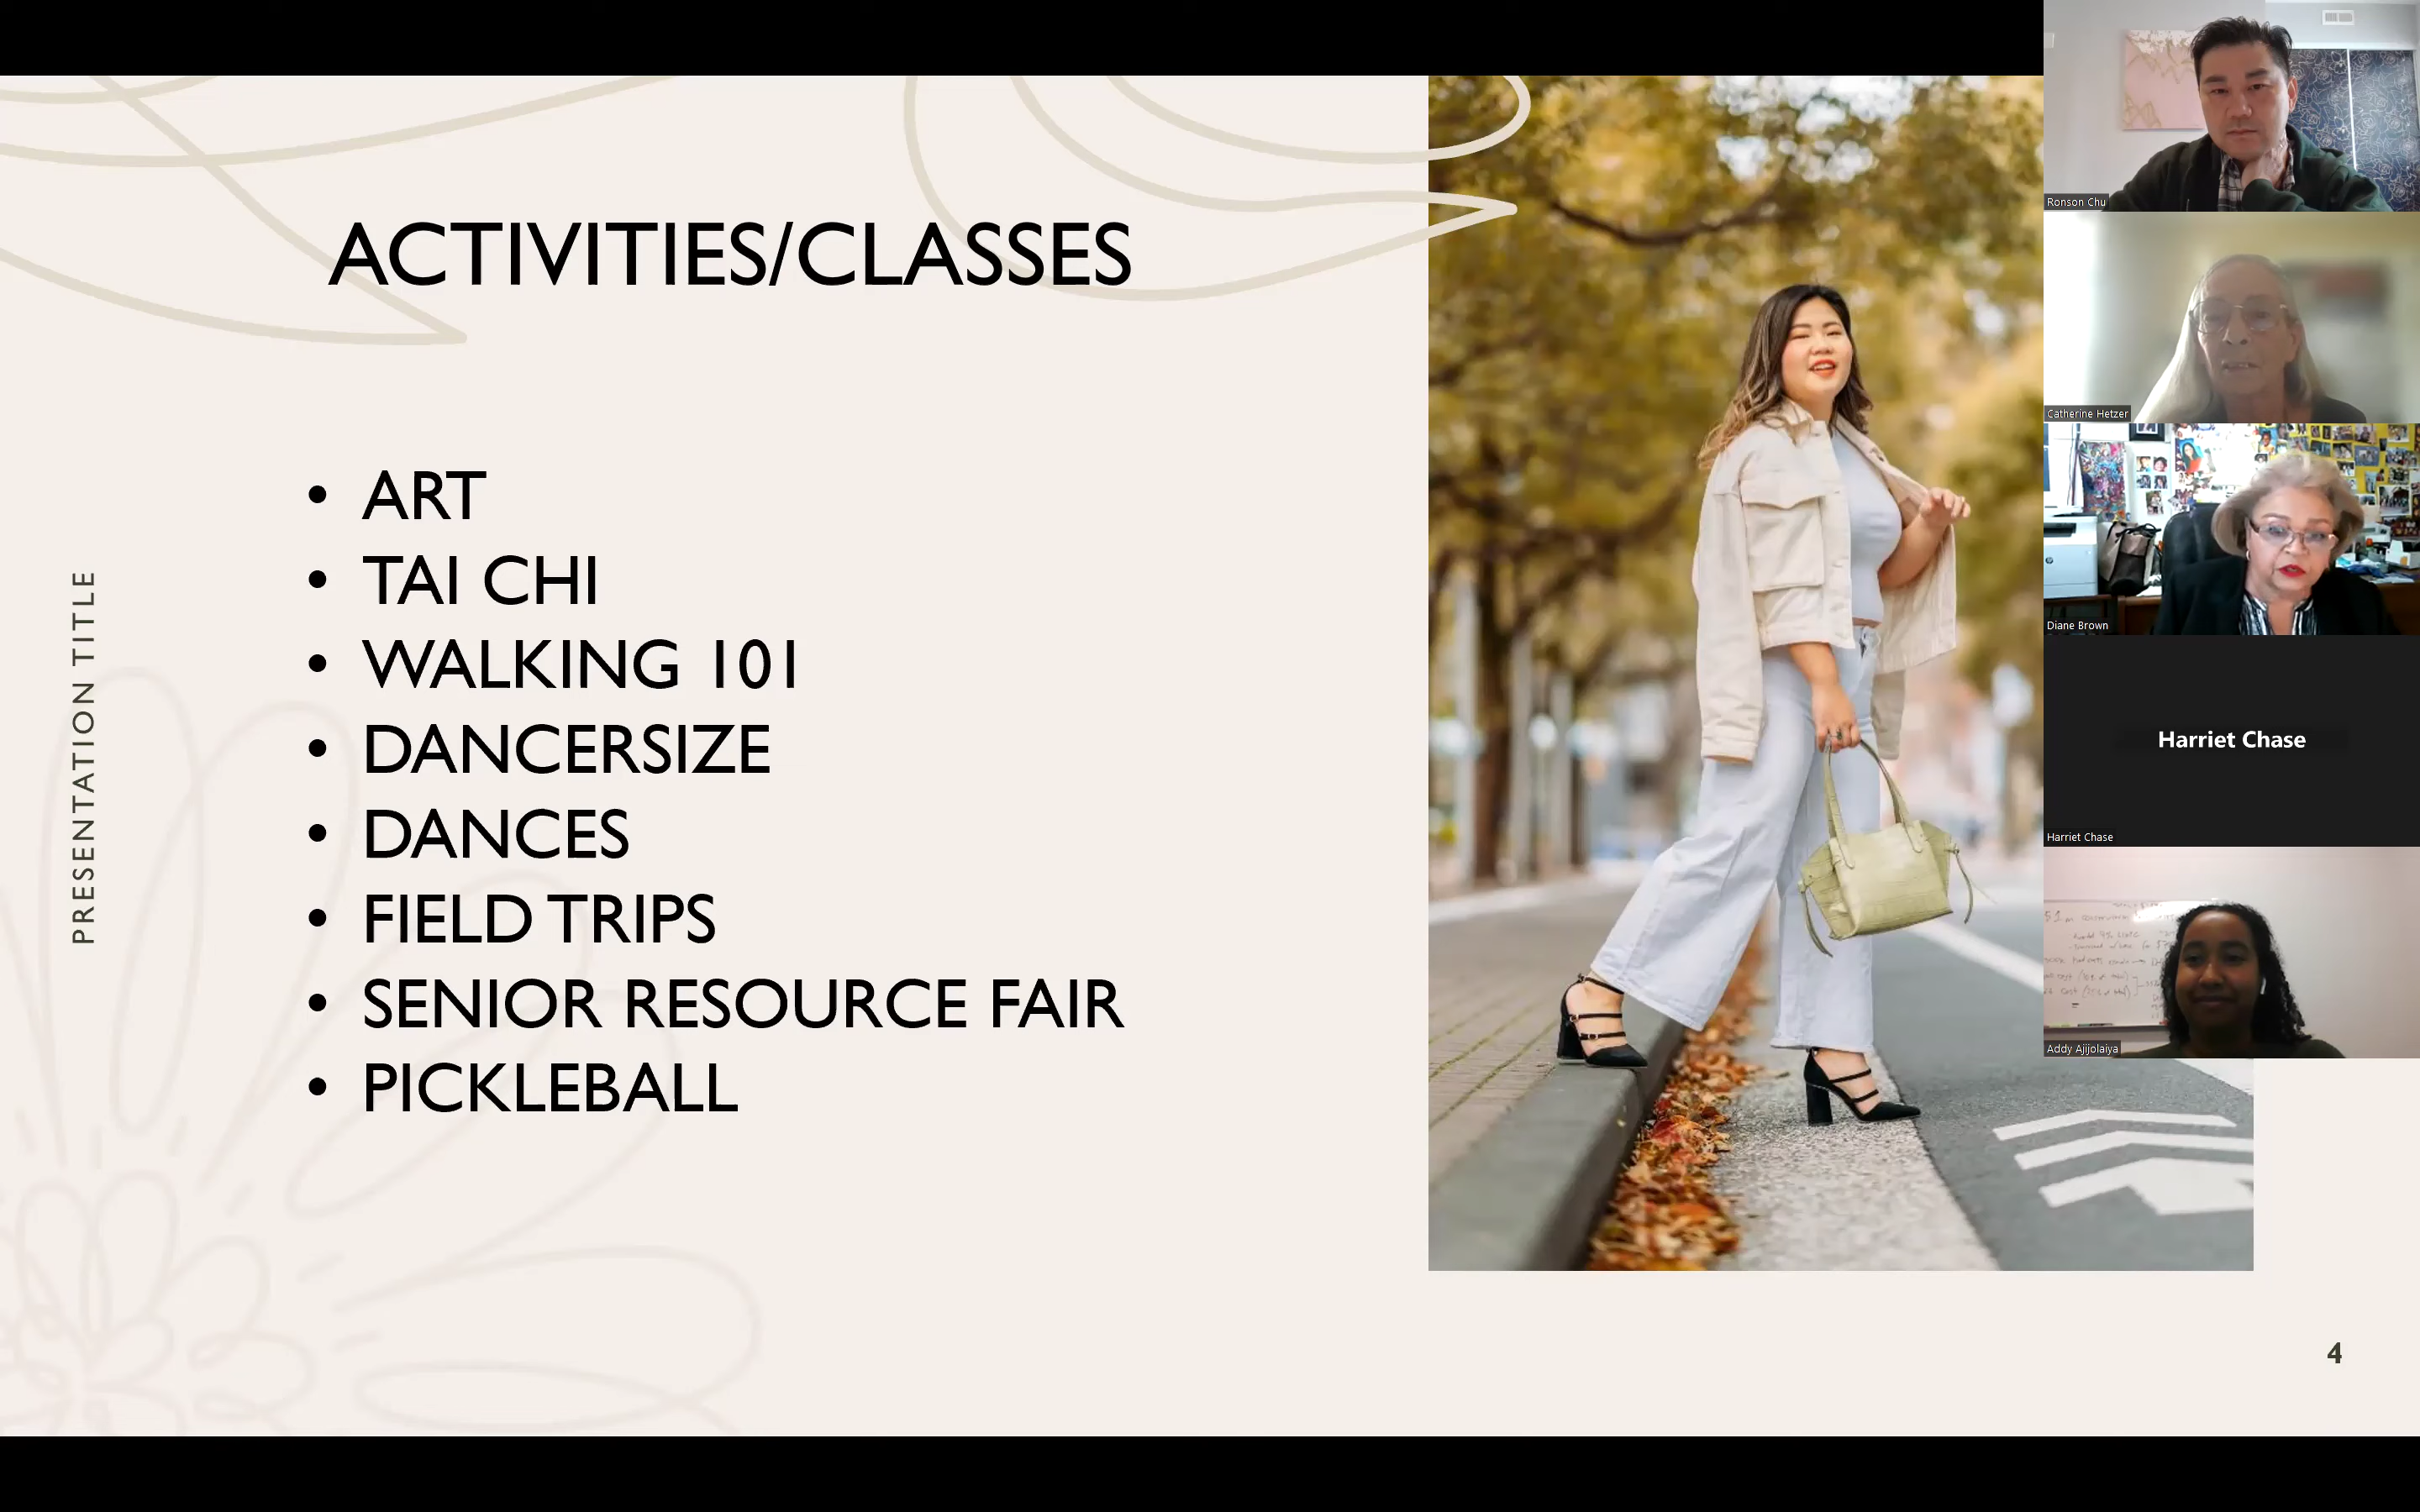 ACTIVITIES/CLASSES
• ART
• TAI CHI
• WALKING 101
• DANCERSIZE
• DANCES
• FIELD TRIPS
• SENIOR RESOURCE FAIR
• PICKLEBALL
PRESENTATION TITLE
4
Ronson Chu
Catherine Hetzer
Diane Brown
Harriet Chase
Harriet Chase
Addy Ajijolaiya